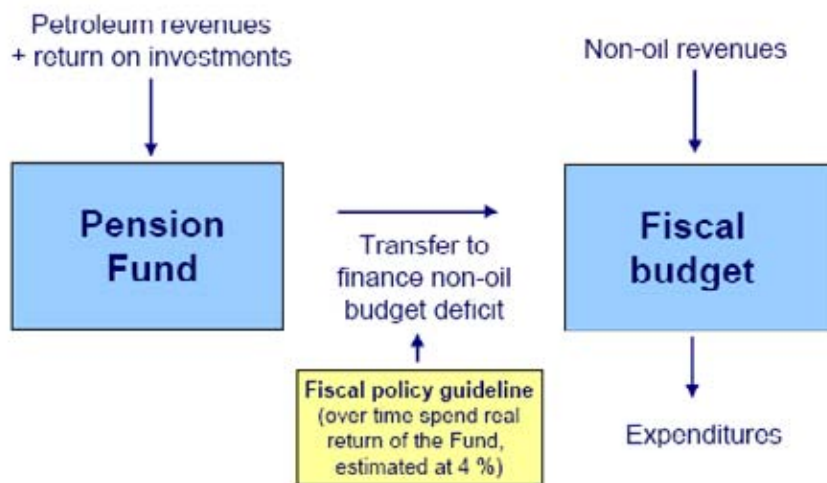 Petroleum revenues
+ return on investments
Non-oil revenues
Pension
Fund
Transfer to
finance non-oil
budget deficit
Fiscal
budget
Fiscal policy guideline
(over time spend real
return of the Fund,
estimated at 4 %)
Expenditures